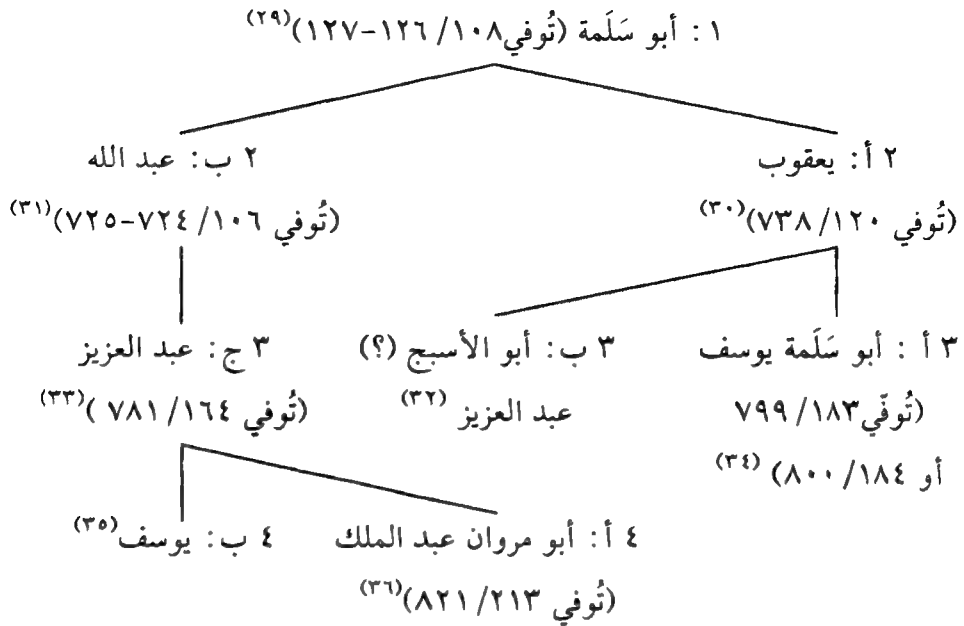 ١ : أبو سَلَمة (تُوفي١٠٨ /١٢٦-١٢٧)(٢٩)
٢ أ: يعقوب ٢ ب: عبد الله
(تُوفي ١٢٠/ ٧٣٨)(٣٠) (تُوفي ١٠٦/ ٧٢٤-٧٢٥)(٣١)
٣ أ : أبو سَلَمة يوسف ٣ ب: أبو الأسبج (؟) ٣ ج: عبد العزيز
(تُوفّي١٨٣/ ٧٩٩ عبد العزيز (٣٢) (تُوفي ١٦٤/ ٧٨١ )(٣٣)
أو ١٨٤/ ٨٠٠) (٣٤)
٤ أ: أبو مروان عبد الملك ٤ ب: يوسف(٣٥)
(تُوفي ٢١٣/ ٨٢١)(٣٦)